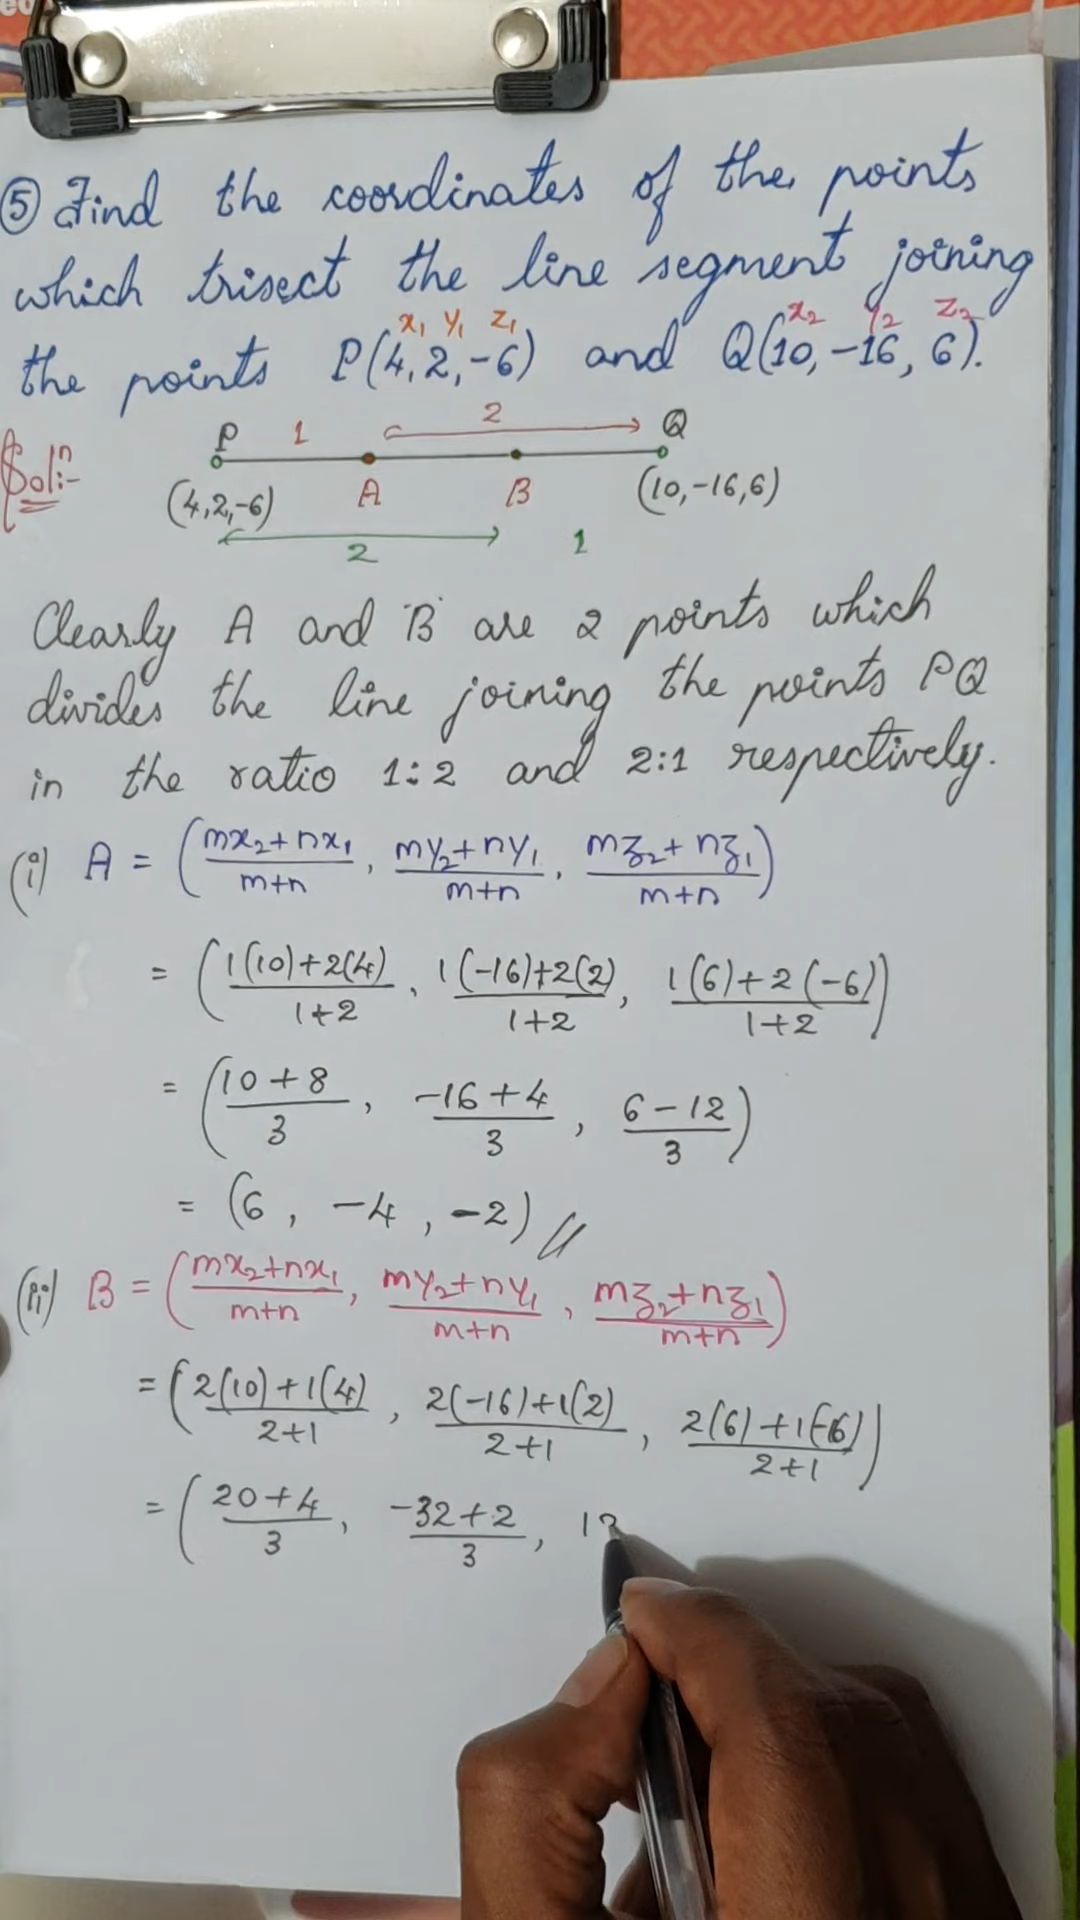 ⑤ Find the coordinates of the points
which trisect the line segment joining
x₁ y₁ z₁ x₂ y₂ z₂
the points P(4,2,-6) and Q(10,-16, 6).
Solⁿ:-
P 1 2 Q
(4,2,-6) A B (10,-16,6)
2 1
Clearly A and B are 2 points which
divides the line joining the points PQ
in the ratio 1:2 and 2:1 respectively.
(i) A = ((mx₂+nx₁)/(m+n), (my₂+ny₁)/(m+n), (mz₂+nz₁)/(m+n))
= ((1(10)+2(4))/(1+2), (1(-16)+2(2))/(1+2), (1(6)+2(-6))/(1+2))
= ((10+8)/3, (-16+4)/3, (6-12)/3)
= (6, -4, -2)
(ii) B = ((mx₂+nx₁)/(m+n), (my₂+ny₁)/(m+n), (mz₂+nz₁)/(m+n))
= ((2(10)+1(4))/(2+1), (2(-16)+1(2))/(2+1), (2(6)+1(-6))/(2+1))
= ((20+4)/3, (-32+2)/3, 12